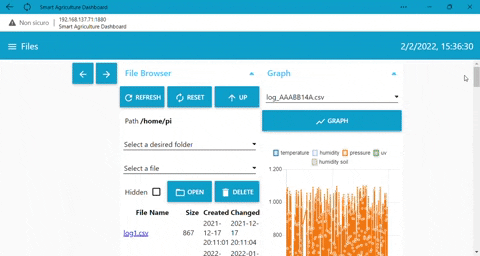 Smart Agriculture Dashboard
Non sicuro
192.168.137.71:1880
Smart Agriculture Dashboard
Files
2/2/2022, 15:36:30
File Browser
REFRESH
RESET
UP
Path /home/pi
Select a desired folder
Select a file
Hidden
OPEN
DELETE
File Name Size Created Changed
log1.csv 867 2021-12-17 20:11:01 2021-12-17 20:11:04
2022- 2022-01-
Graph
log_AAABB14A.csv
GRAPH
temperature humidity pressure uv
humidity soil
1.200
1.000
800